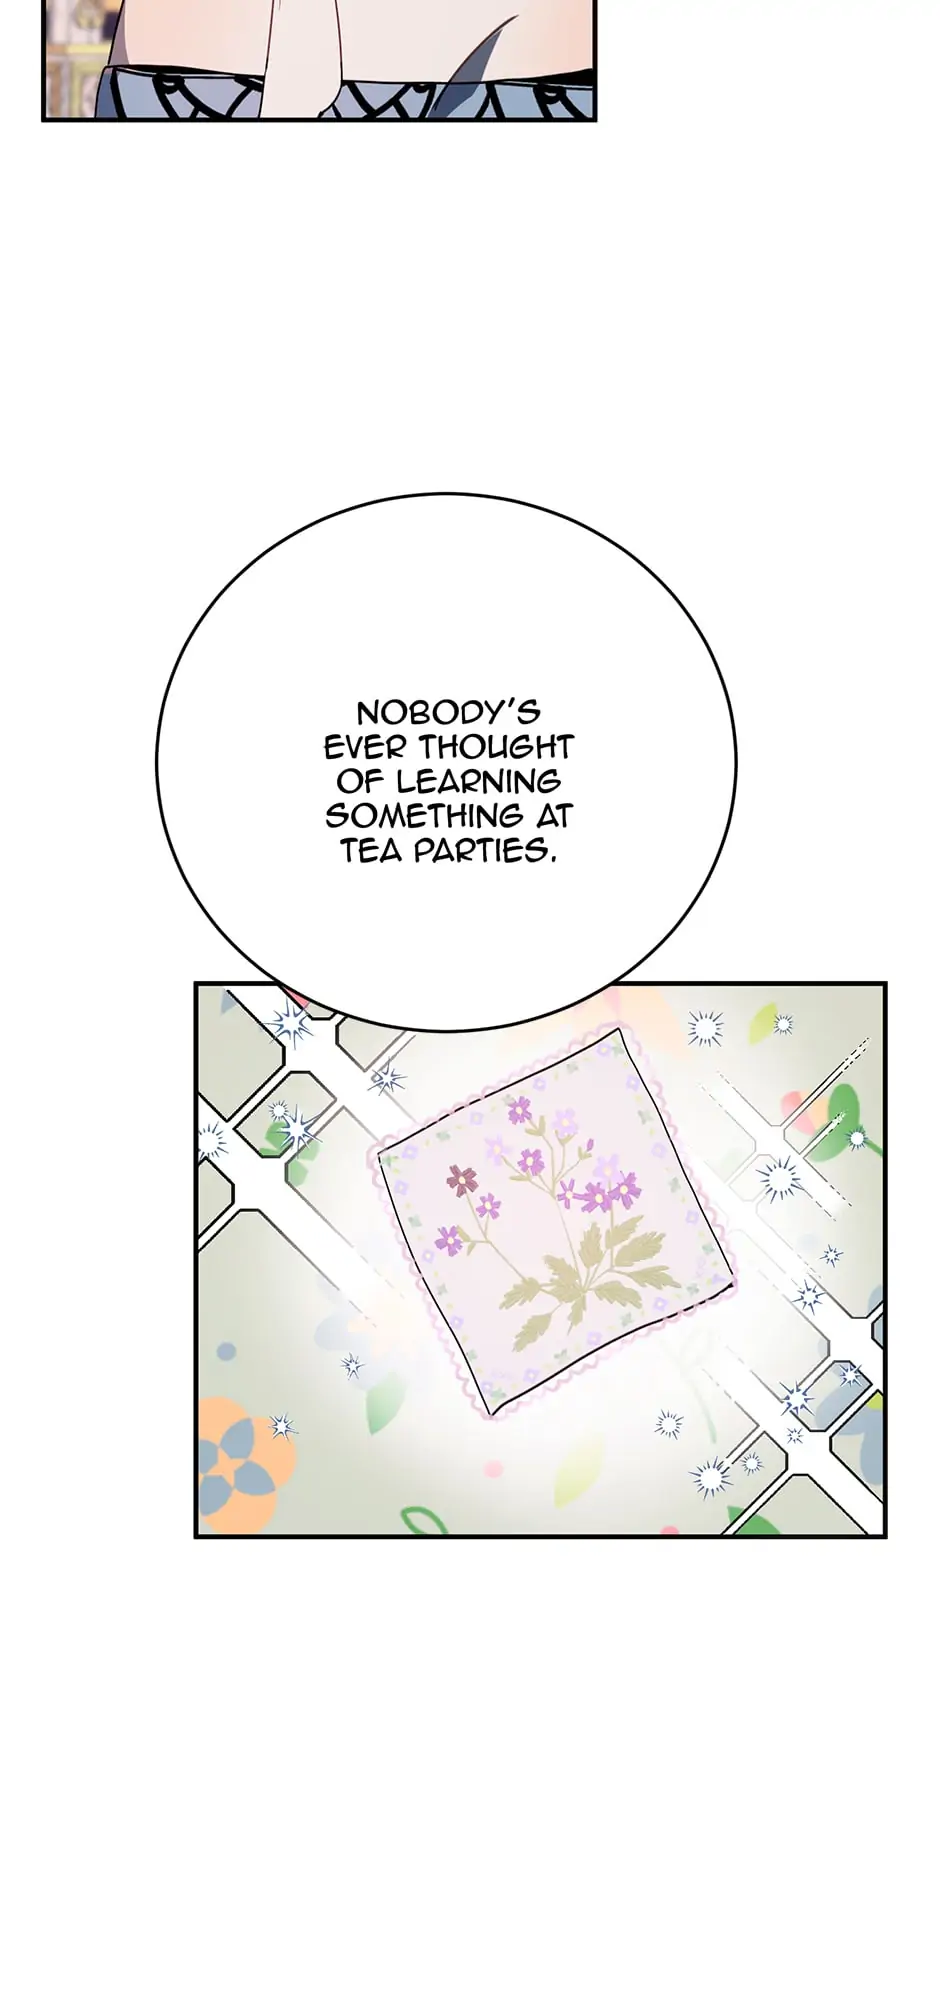 NOBODY'S
EVER THOUGHT
OF LEARNING
SOMETHING AT
TEA PARTIES.